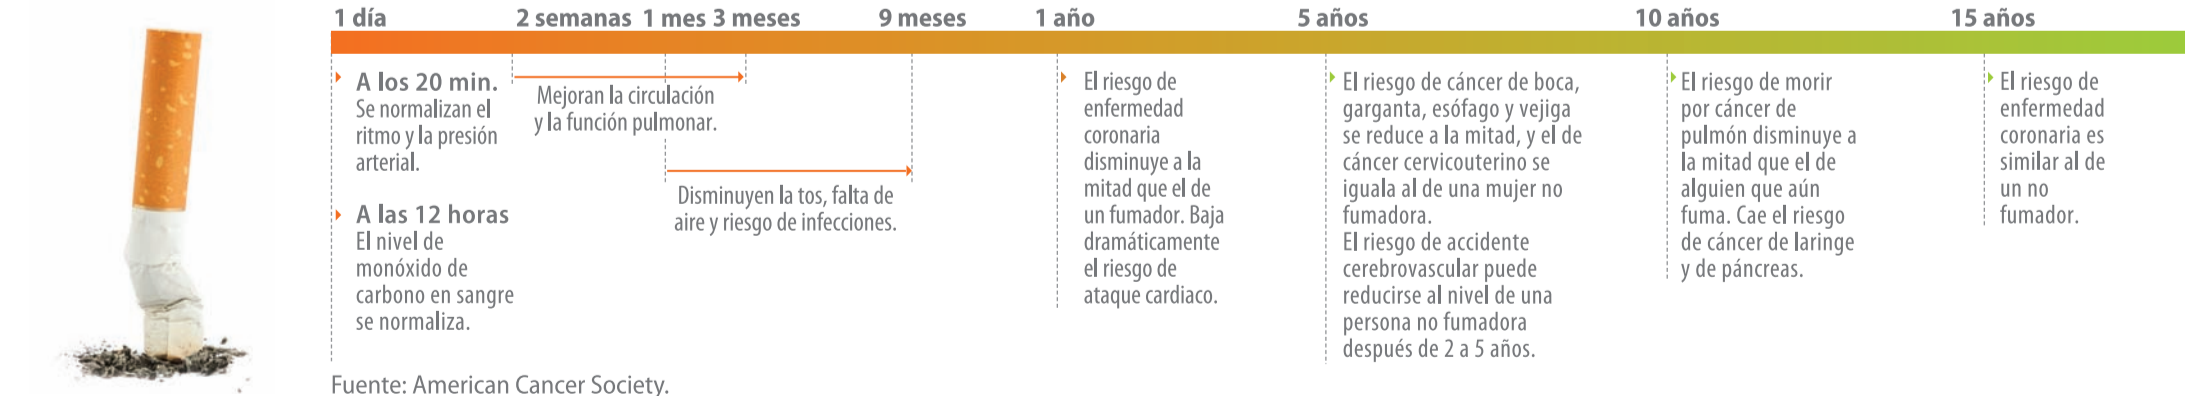 1 día
2 semanas
1 mes
3 meses
9 meses
1 año
5 años
10 años
15 años
A los 20 min.
Se normalizan el
ritmo y la presión
arterial.
A las 12 horas
El nivel de
monóxido de
carbono en sangre
se normaliza.
Mejoran la circulación
y la función pulmonar.
Disminuyen la tos, falta de
aire y riesgo de infecciones.
El riesgo de
enfermedad
coronaria
disminuye a la
mitad que el de
un fumador. Baja
dramáticamente
el riesgo de
ataque cardiaco.
El riesgo de cáncer de boca,
garganta, esófago y vejiga
se reduce a la mitad, y el de
cáncer cervicouterino se
iguala al de una mujer no
fumadora.
El riesgo de accidente
cerebrovascular puede
reducirse al nivel de una
persona no fumadora
después de 2 a 5 años.
El riesgo de morir
por cáncer de
pulmón disminuye a
la mitad que el de
alguien que aún
fuma. Cae el riesgo
de cáncer de laringe
y de páncreas.
El riesgo de
enfermedad
coronaria es
similar al de
un no
fumador.
Fuente: American Cancer Society.